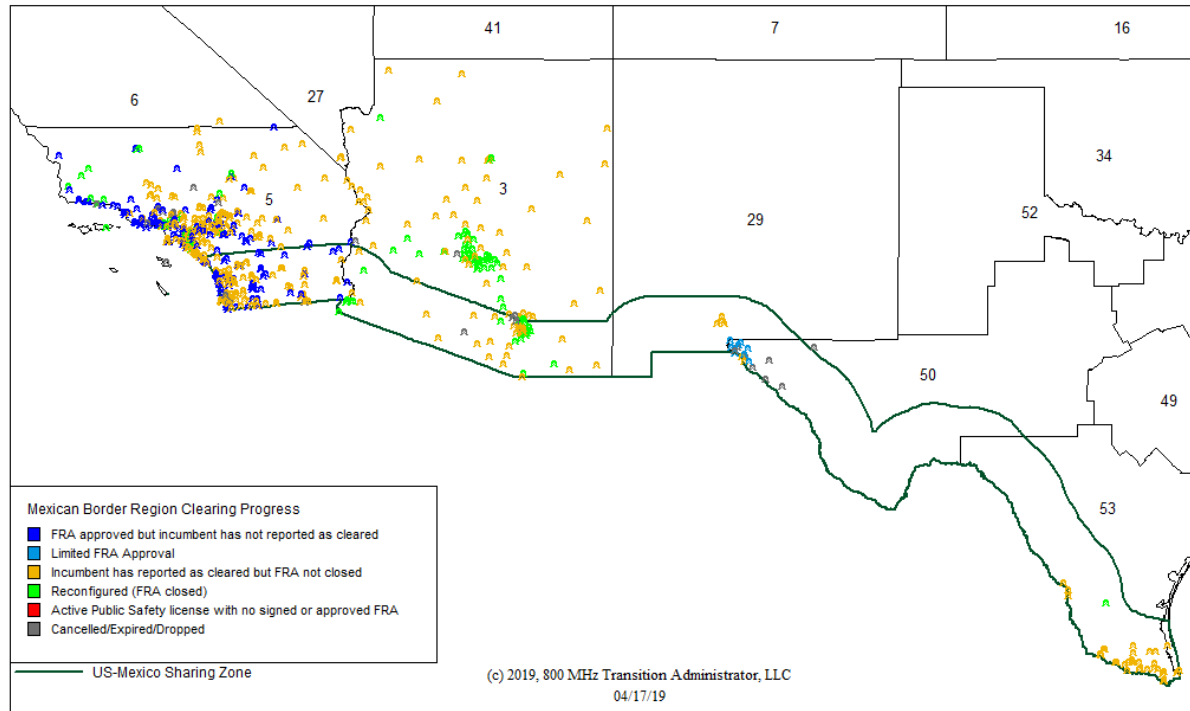 41
7
16
6
27
34
3
5
52
29
50
49
53
Mexican Border Region Clearing Progress
FRA approved but incumbent has not reported as cleared
Limited FRA Approval
Incumbent has reported as cleared but FRA not closed
Reconfigured (FRA closed)
Active Public Safety license with no signed or approved FRA
Cancelled/Expired/Dropped
US-Mexico Sharing Zone
(c) 2019, 800 MHz Transition Administrator, LLC
04/17/19